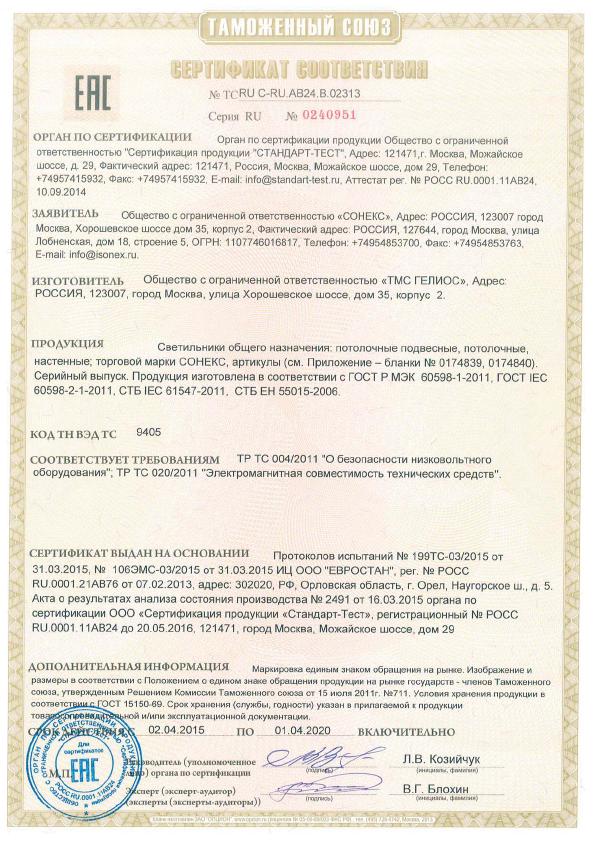 ТАМОЖЕННЫЙ СОЮЗ
ЕАС
СЕРТИФИКАТ СООТВЕТСТВИЯ
№ ТС RU C-RU.АВ24.В.02313
Серия RU № 0240951
ОРГАН ПО СЕРТИФИКАЦИИ Орган по сертификации продукции Общество с ограниченной
ответственностью "Сертификация продукции "СТАНДАРТ-ТЕСТ", Адрес: 121471,г. Москва, Можайское
шоссе, д. 29, Фактический адрес: 121471, Россия, Москва, Можайское шоссе, дом 29, Телефон:
+74957415932, Факс: +74957415932, E-mail: info@standart-test.ru, Аттестат рег. № РОСС RU.0001.11АВ24,
10.09.2014
ЗАЯВИТЕЛЬ Общество с ограниченной ответственностью «СОНЕКС», Адрес: РОССИЯ, 123007 город
Москва, Хорошевское шоссе дом 35, корпус 2, Фактический адрес: РОССИЯ, 127644, город Москва, улица
Лобненская, дом 18, строение 5, ОГРН: 1107746016817, Телефон: +74954853700, Факс: +74954853763,
E-mail: info@isonex.ru.
ИЗГОТОВИТЕЛЬ Общество с ограниченной ответственностью «ТМС ГЕЛИОС», Адрес:
РОССИЯ, 123007, город Москва, улица Хорошевское шоссе, дом 35, корпус 2.
ПРОДУКЦИЯ Светильники общего назначения: потолочные подвесные, потолочные,
настенные; торговой марки СОНЕКС, артикулы (см. Приложение – бланки № 0174839, 0174840).
Серийный выпуск. Продукция изготовлена в соответствии с ГОСТ Р МЭК 60598-1-2011, ГОСТ IEC
60598-2-1-2011, СТБ IEC 61547-2011, СТБ ЕН 55015-2006.
КОД ТН ВЭД ТС 9405
СООТВЕТСТВУЕТ ТРЕБОВАНИЯМ ТР ТС 004/2011 "О безопасности низковольтного
оборудования"; ТР ТС 020/2011 "Электромагнитная совместимость технических средств".
СЕРТИФИКАТ ВЫДАН НА ОСНОВАНИИ Протоколов испытаний № 199ТС-03/2015 от
31.03.2015, № 106ЭМС-03/2015 от 31.03.2015 ИЦ ООО "ЕВРОСТАН", рег. № РОСС
RU.0001.21АВ76 от 07.02.2013, адрес: 302020, РФ, Орловская область, г. Орел, Наугорское ш., д. 5.
Акта о результатах анализа состояния производства № 2491 от 16.03.2015 органа по
сертификации ООО «Сертификация продукции «Стандарт-Тест», регистрационный № РОСС
RU.0001.11АВ24 до 20.05.2016, 121471, город Москва, Можайское шоссе, дом 29
ДОПОЛНИТЕЛЬНАЯ ИНФОРМАЦИЯ Маркировка единым знаком обращения на рынке. Изображение и
размеры в соответствии с Положением о едином знаке обращения продукции на рынке государств - членов Таможенного
союза, утвержденным Решением Комиссии Таможенного союза от 15 июля 2011г. №711. Условия хранения продукции в
соответствии с ГОСТ 15150-69. Срок хранения (службы, годности) указан в прилагаемой к продукции
товаросопроводительной и/или эксплуатационной документации.
СРОК ДЕЙСТВИЯ С 02.04.2015 ПО 01.04.2020
Для
сертификатов
ЕАС
РОСС RU.0001.11АВ24
М.П.
Руководитель (уполномоченное
лицо) органа по сертификации
(подпись)
Л.В. Козийчук
(инициалы, фамилия)
Эксперт (эксперт-аудитор)
(эксперты (эксперты-аудиторы))
(подпись)
В.Г. Блохин
(инициалы, фамилия)